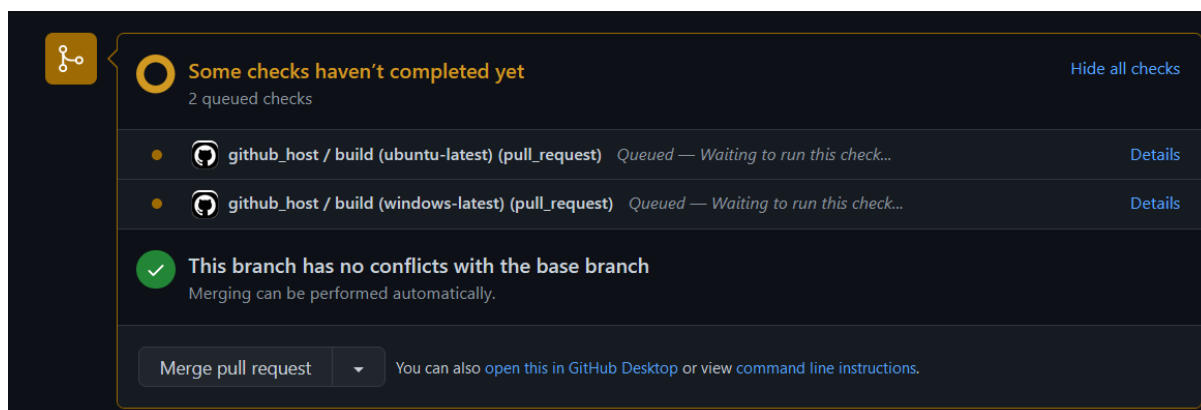 Some checks haven’t completed yet
Hide all checks
2 queued checks
github_host / build (ubuntu-latest) (pull_request) Queued — Waiting to run this check... Details
github_host / build (windows-latest) (pull_request) Queued — Waiting to run this check... Details
This branch has no conflicts with the base branch
Merging can be performed automatically.
Merge pull request
You can also open this in GitHub Desktop or view command line instructions.